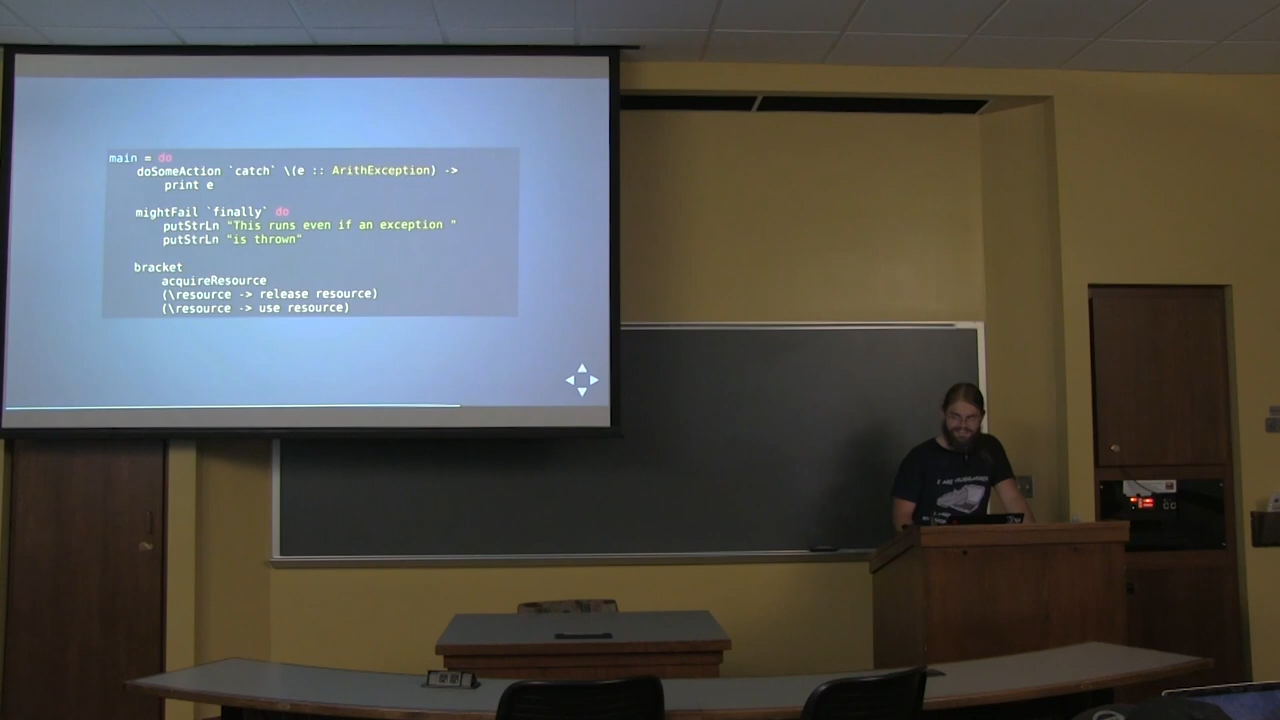 main = do
doSomeAction `catch` \(e :: ArithException) ->
print e
mightFail `finally` do
putStrLn "This runs even if an exception "
putStrLn "is thrown"
bracket
acquireResource
(\resource -> release resource)
(\resource -> use resource)
I ARE